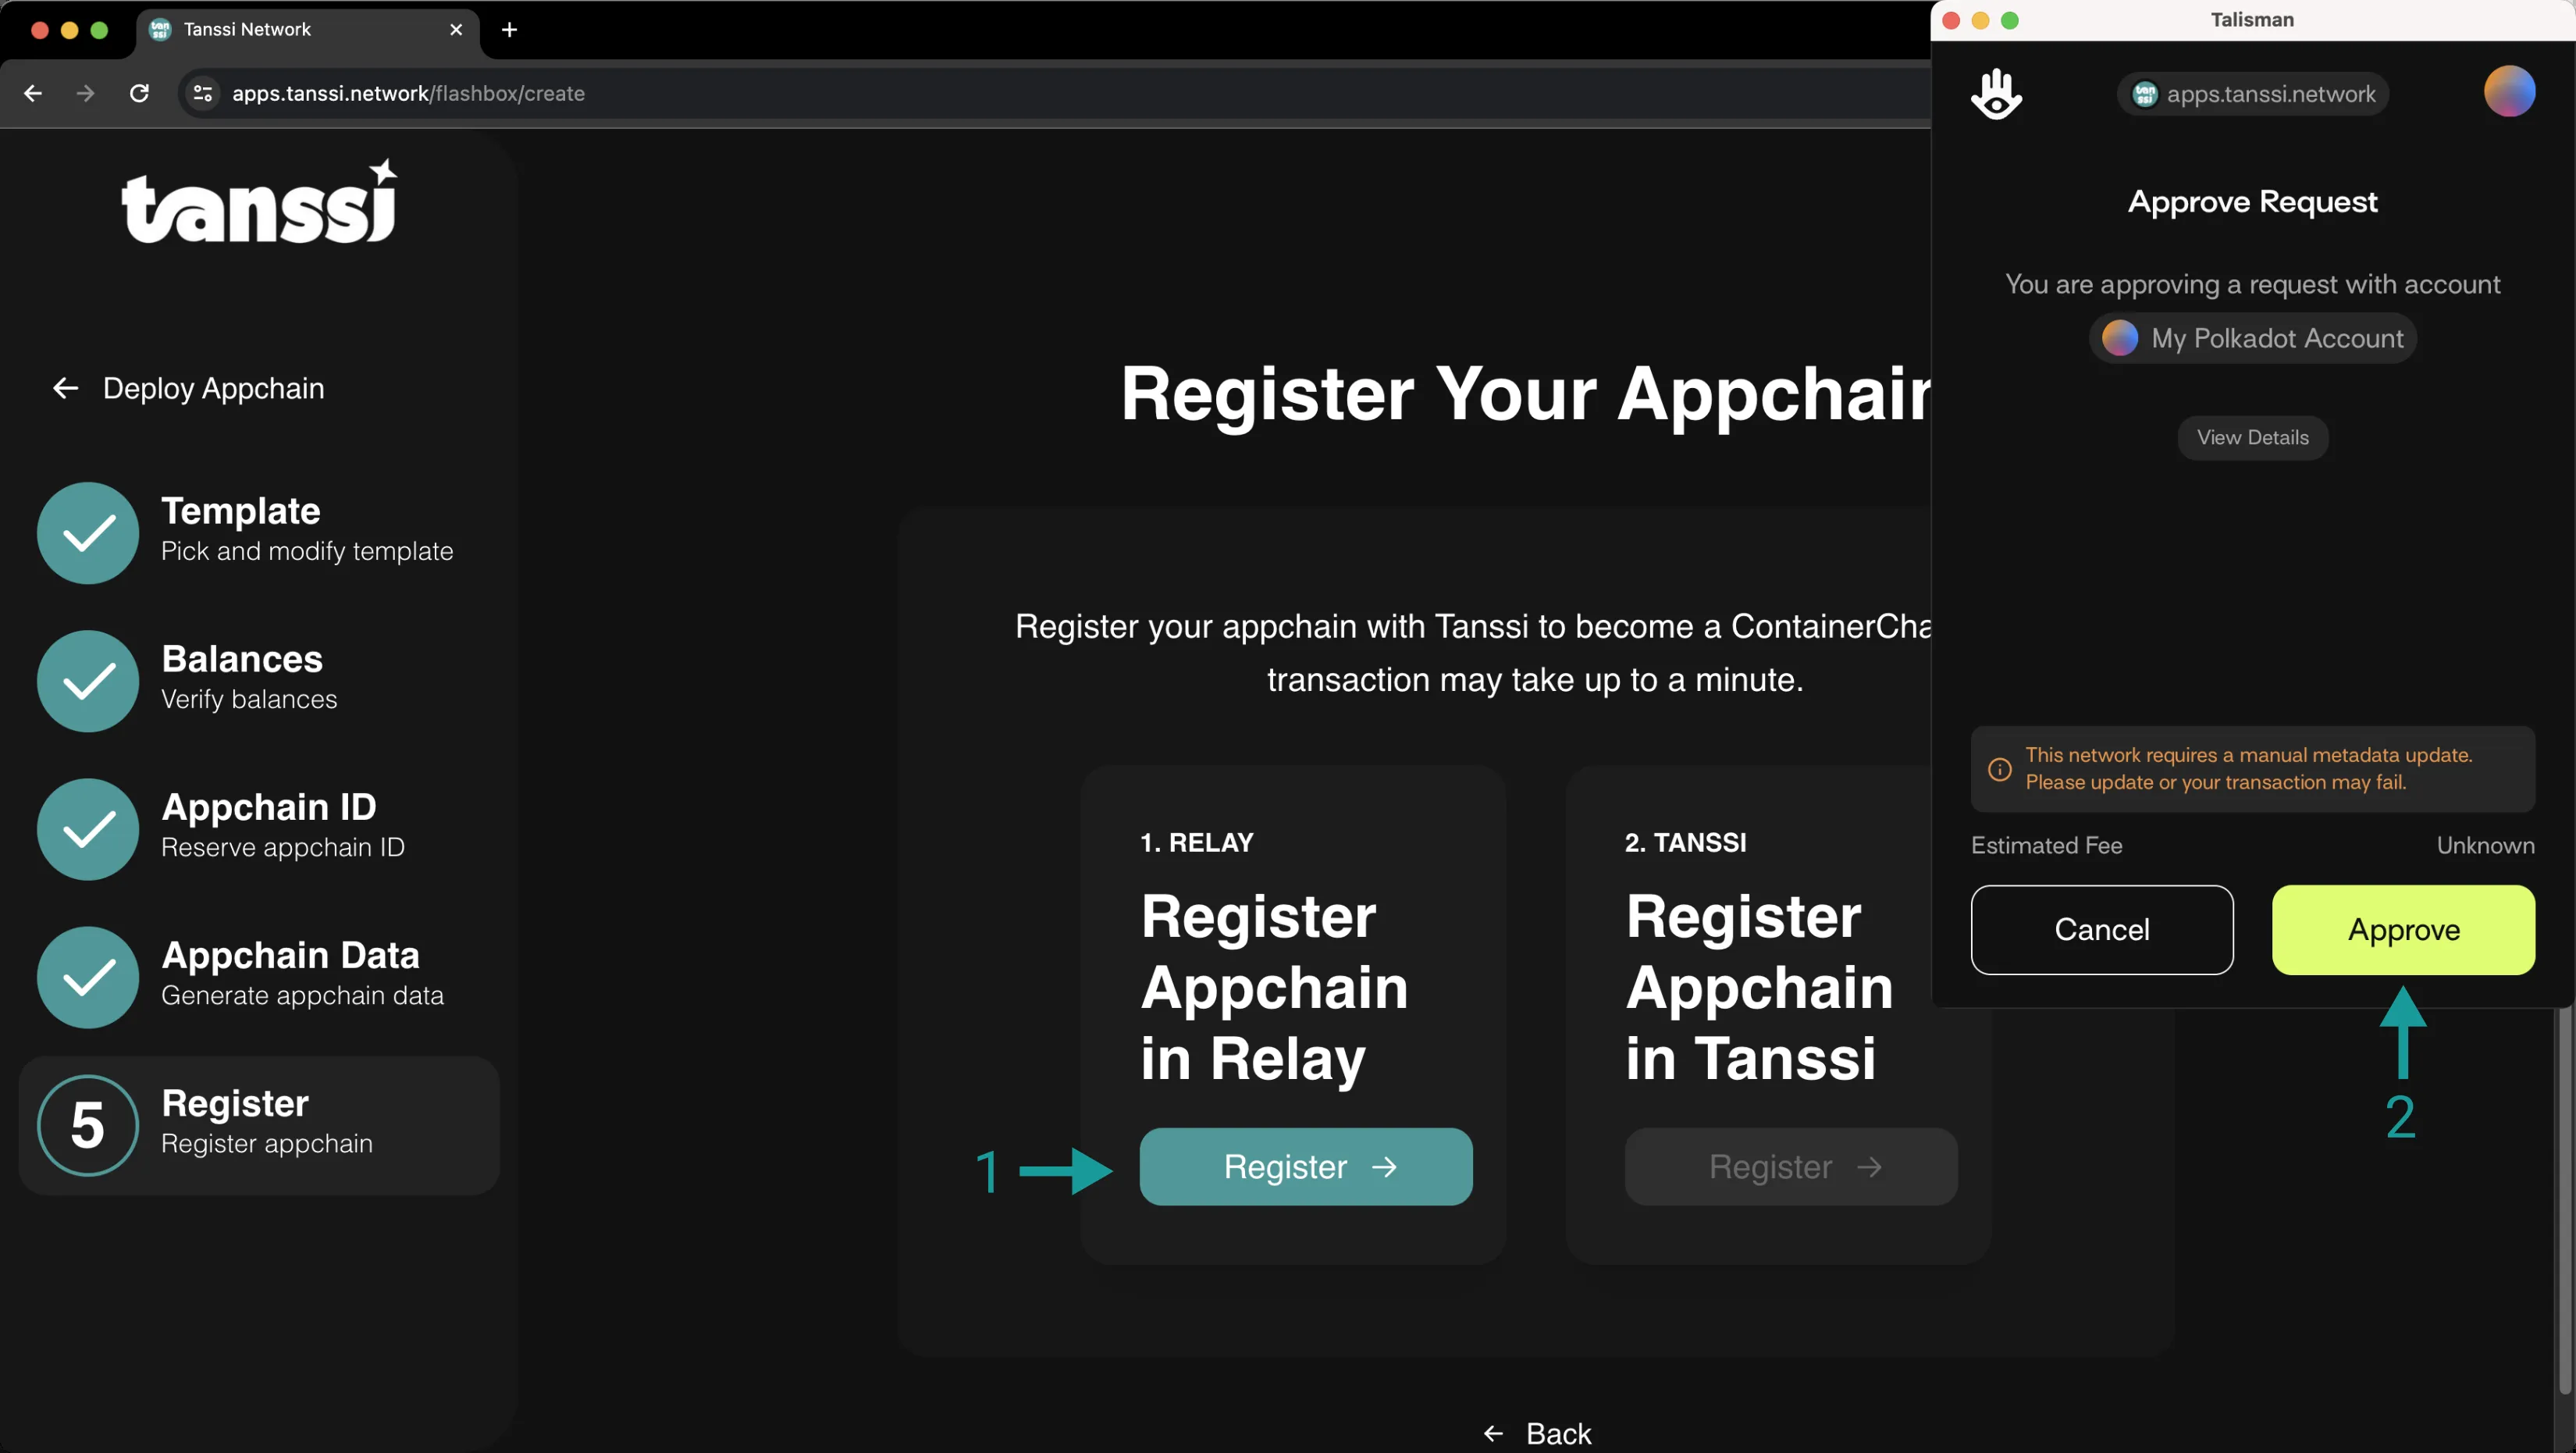 Tanssi Network
apps.tanssi.network/flashbox/create
tanssi
Deploy Appchain
Template
Pick and modify template
Balances
Verify balances
Appchain ID
Reserve appchain ID
Appchain Data
Generate appchain data
5
Register
Register appchain
Register Your Appchain
Register your appchain with Tanssi to become a ContainerCha
transaction may take up to a minute.
1. RELAY
Register
Appchain
in Relay
1
Register
2. TANSSI
Register
Appchain
in Tanssi
Register
Back
Talisman
tanssi apps.tanssi.network
Approve Request
You are approving a request with account
My Polkadot Account
View Details
This network requires a manual metadata update.
Please update or your transaction may fail.
Estimated Fee Unknown
Cancel
Approve
2